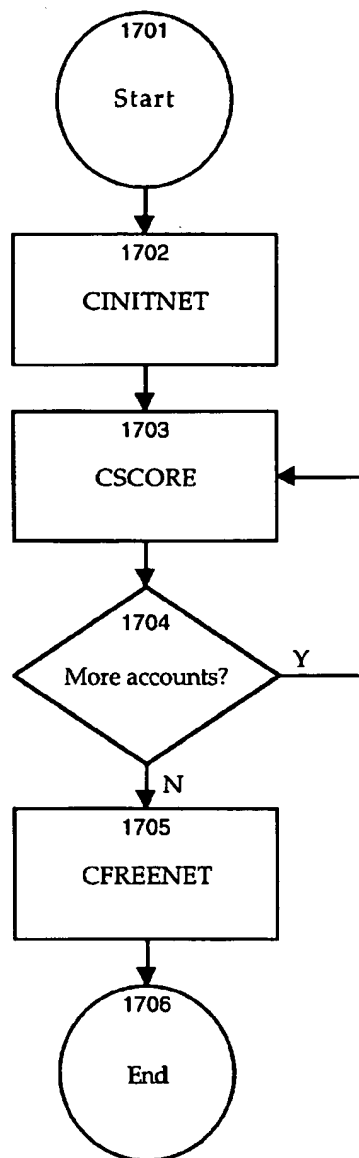 1701
Start
1702
CINITNET
1703
CSCORE
1704
More accounts?
Y
N
1705
CFREENET
1706
End